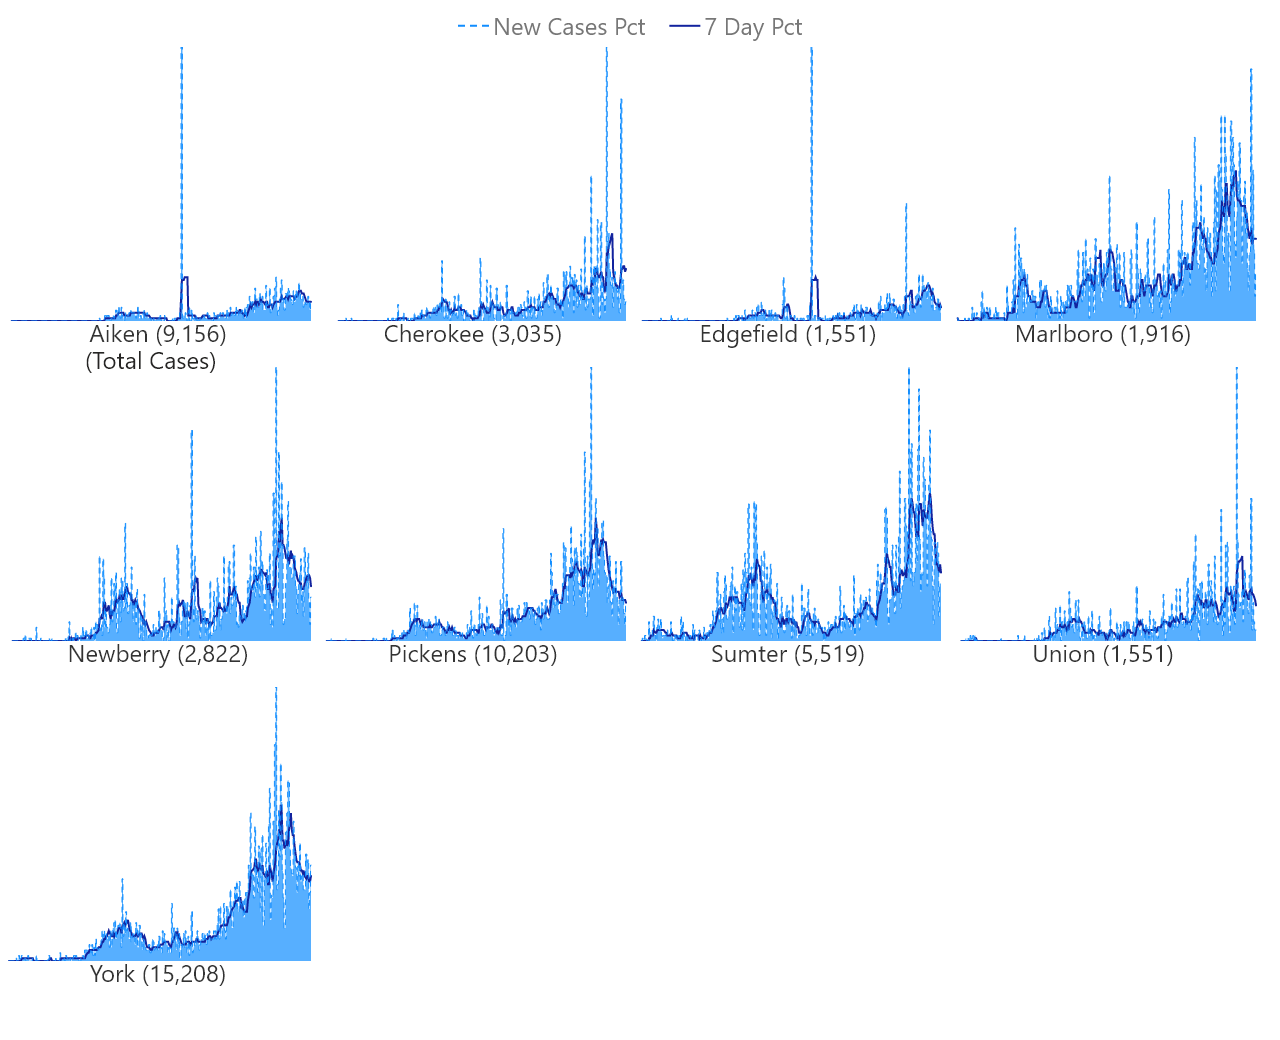 New Cases Pct 7 Day Pct
Aiken (9,156) Cherokee (3,035) Edgefield (1,551) Marlboro (1,916)
(Total Cases)
Newberry (2,822) Pickens (10,203) Sumter (5,519) Union (1,551)
York (15,208)